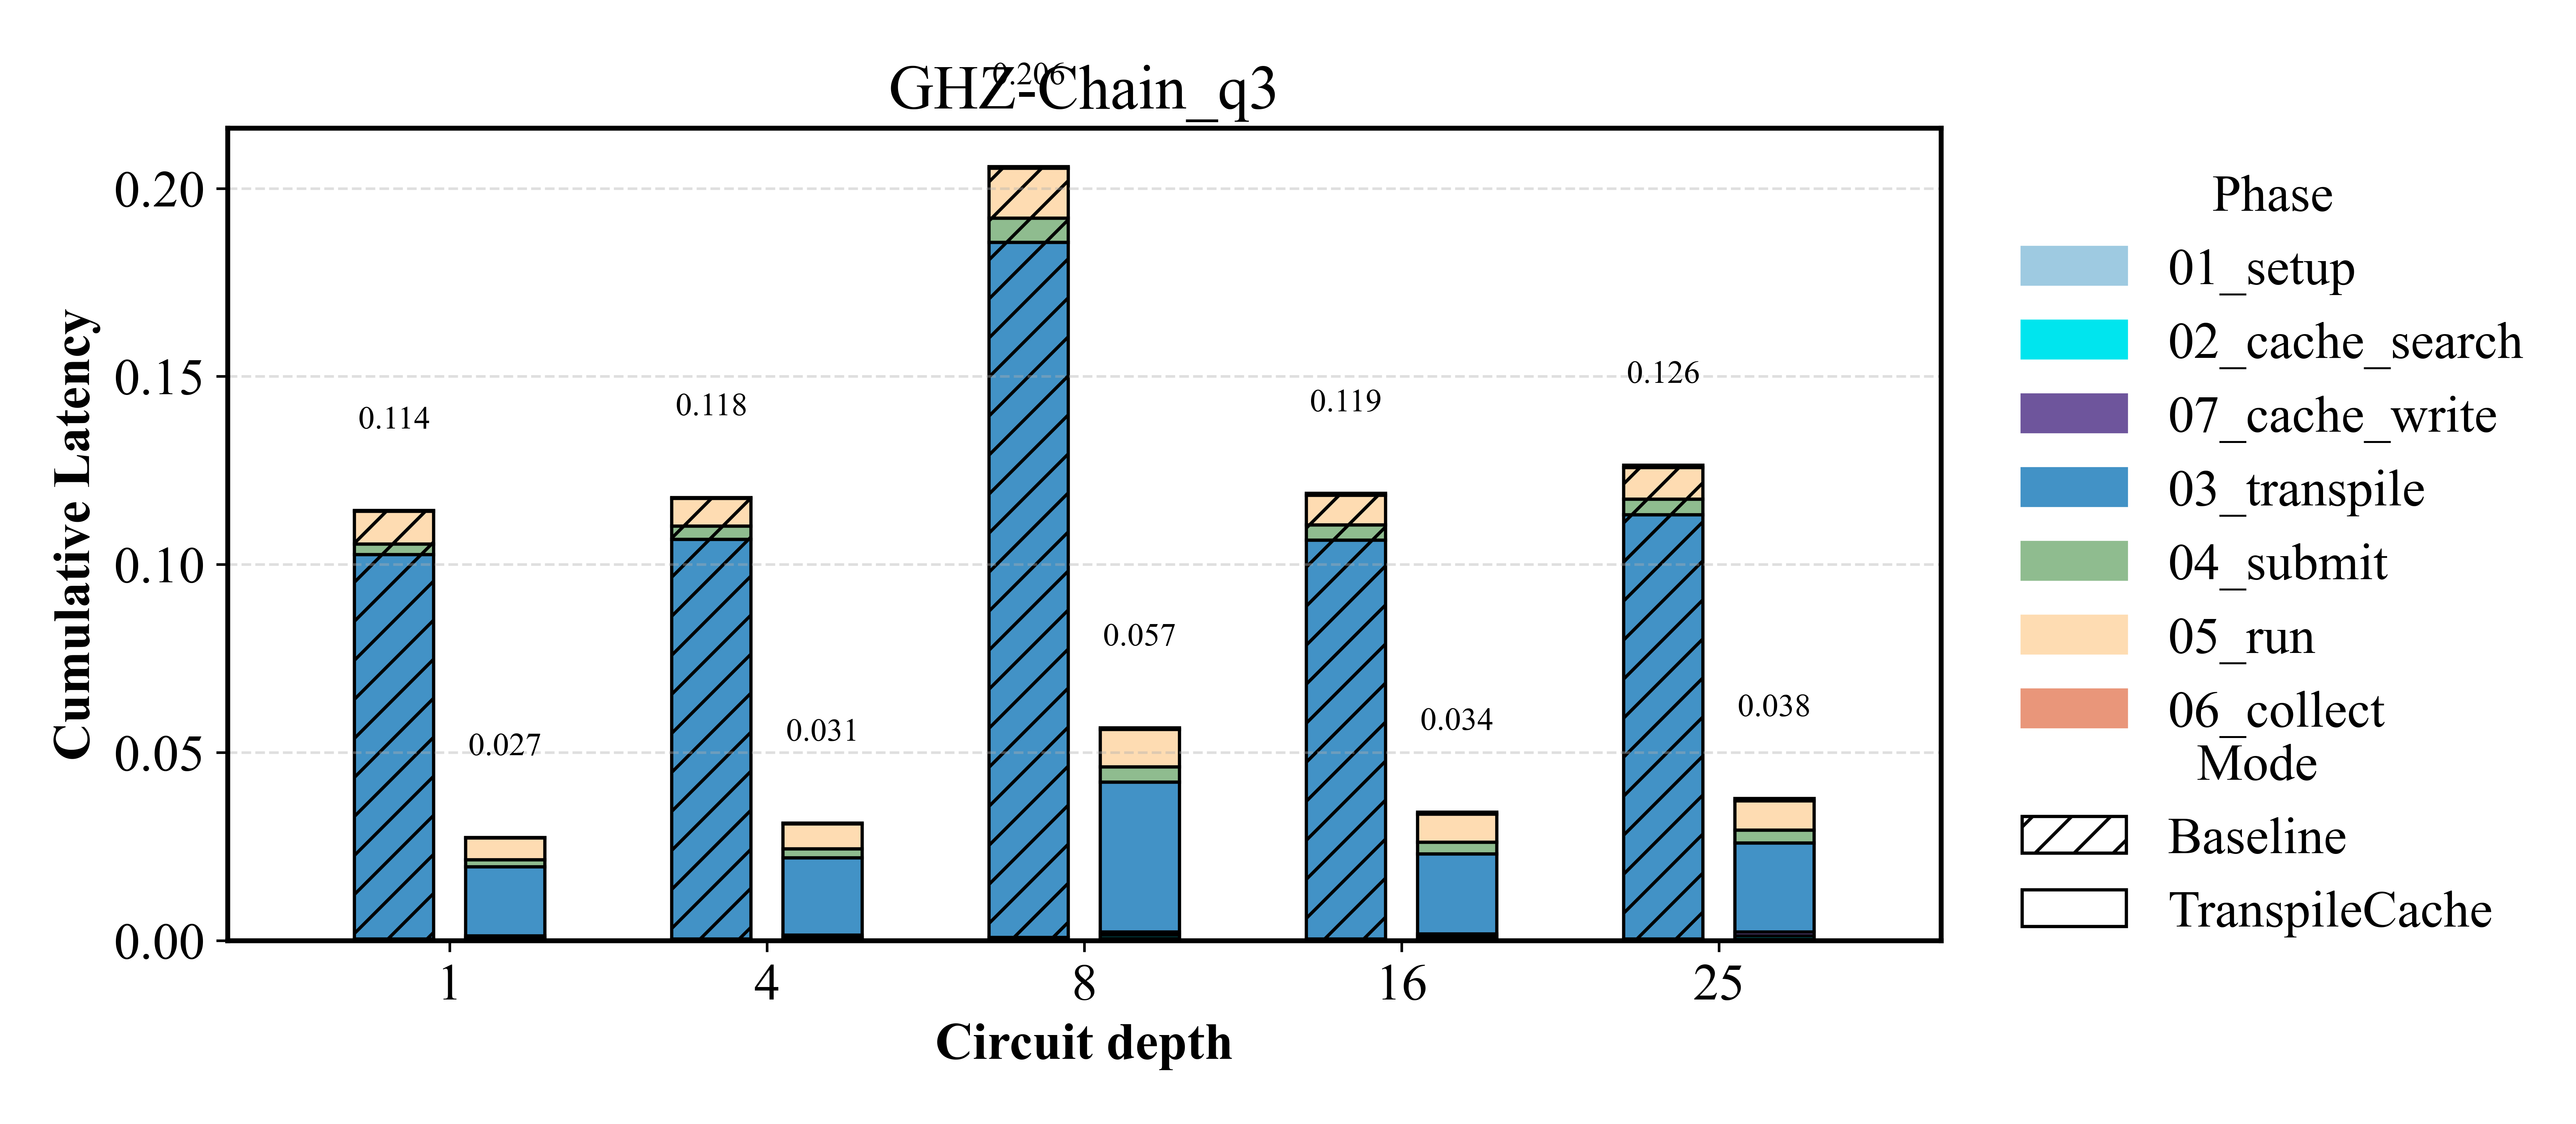 GHZ-Chain_q3
0.206
Cumulative Latency
0.20
0.15
0.10
0.05
0.00
0.114
0.027
0.118
0.031
0.057
0.119
0.034
0.126
0.038
1
4
8
16
25
Circuit depth
Phase
01_setup
02_cache_search
07_cache_write
03_transpile
04_submit
05_run
06_collect
Mode
Baseline
TranspileCache